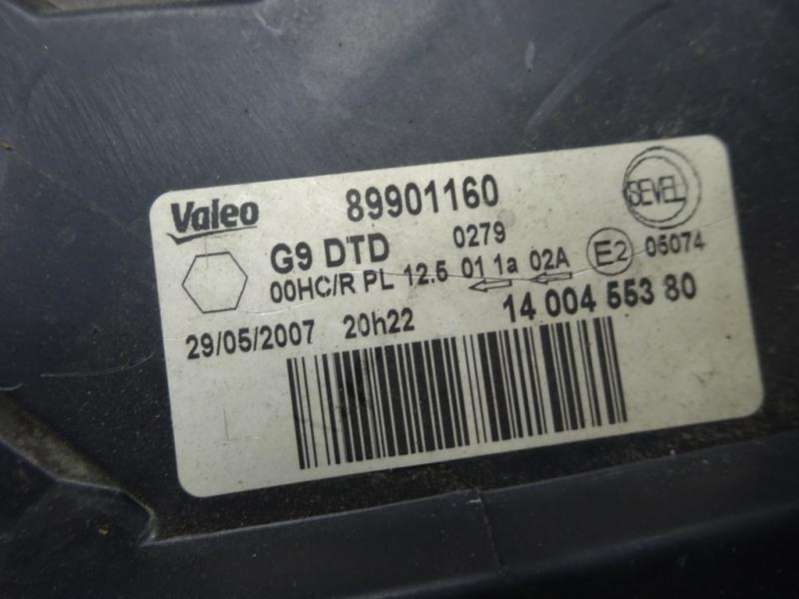 Valeo 89901160 SEVEL
G9 DTD 0279
00HC/R PL 12.5 01 1a 02A E2 05074
29/05/2007 20h22 14 004 553 80